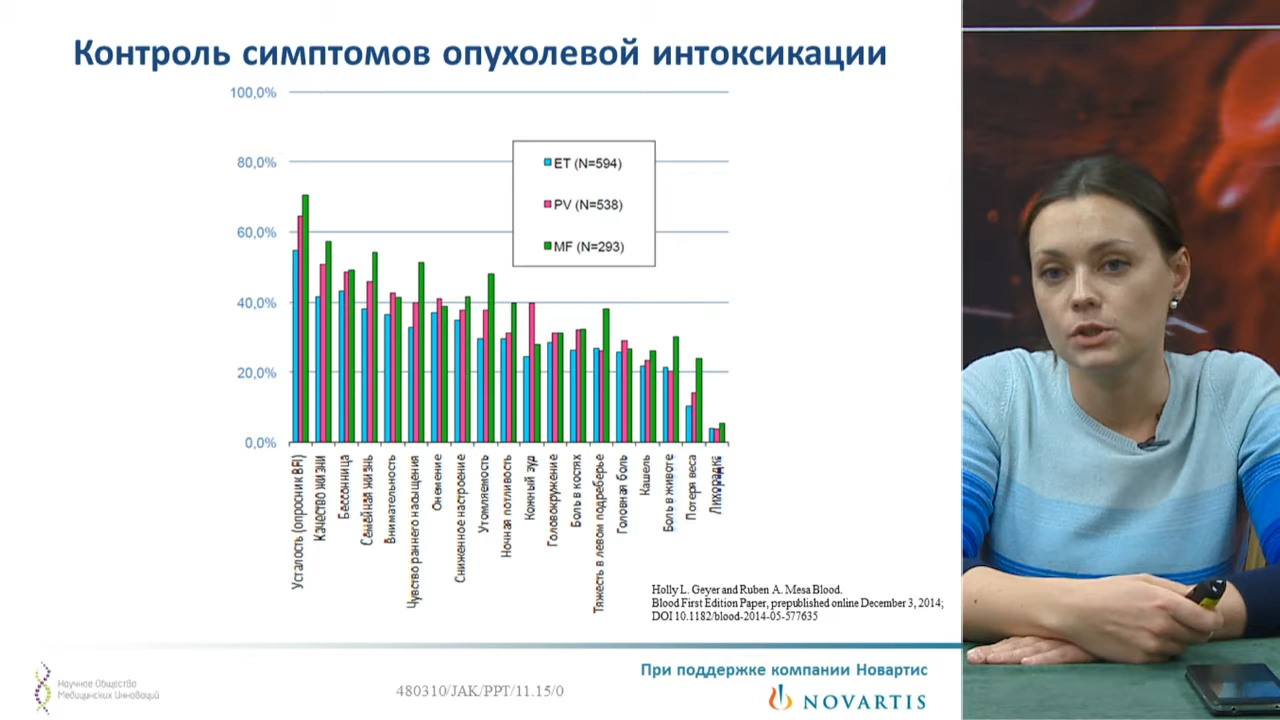 Контроль симптомов опухолевой интоксикации
100,0%
80,0%
60,0%
40,0%
20,0%
0,0%
ET (N=594)
PV (N=538)
MF (N=293)
Усталость (опросник BFI)
Качество жизни
Бессонница
Семейная жизнь
Внимательность
Чувство раннего насыщения
Онемение
Сниженное настроение
Утомляемость
Ночная потливость
Кожный зуд
Головокружение
Боль в костях
Тяжесть в левом подреберье
Головная боль
Кашель
Боль в животе
Потеря веса
Лихорадка
Holly L. Geyer and Ruben A. Mesa Blood.
Blood First Edition Paper, prepublished online December 3, 2014;
DOI 10.1182/blood-2014-05-577635
При поддержке компании Новартис
Научное Общество
Медицинских Инноваций
480310/JAK/PPT/11.15/0
NOVARTIS